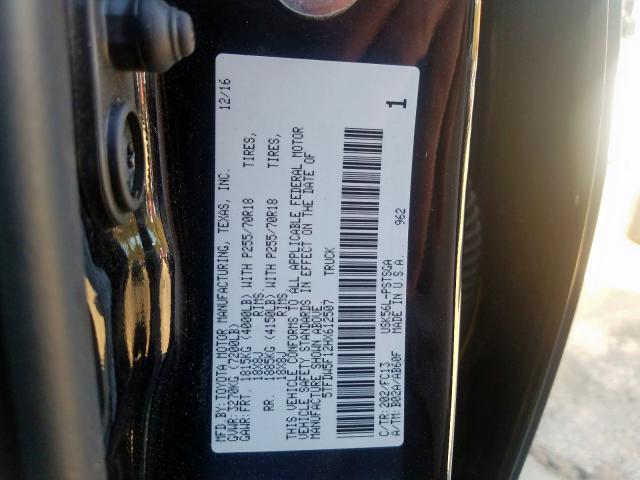 MFD.BY:TOYOTA MOTOR MANUFACTURING, TEXAS, INC. 12/16
GVWR: 3270KG (7200LB)
GAWR:FRT. 1815KG (4000LB) WITH P255/70R18 TIRES,
18X8J RIMS.
RR. 1885KG (4150LB) WITH P255/70R18 TIRES,
18X8J RIMS.
THIS VEHICLE CONFORMS TO ALL APPLICABLE FEDERAL MOTOR
VEHICLE SAFETY STANDARDS IN EFFECT ON THE DATE OF
MANUFACTURE SHOWN ABOVE.
5TFDW5F12HX612507 TRUCK
1
C/TR:202/FC13 USK56L-PSTSGA
A/TM:B02A/AB60F MADE IN U.S.A. 962